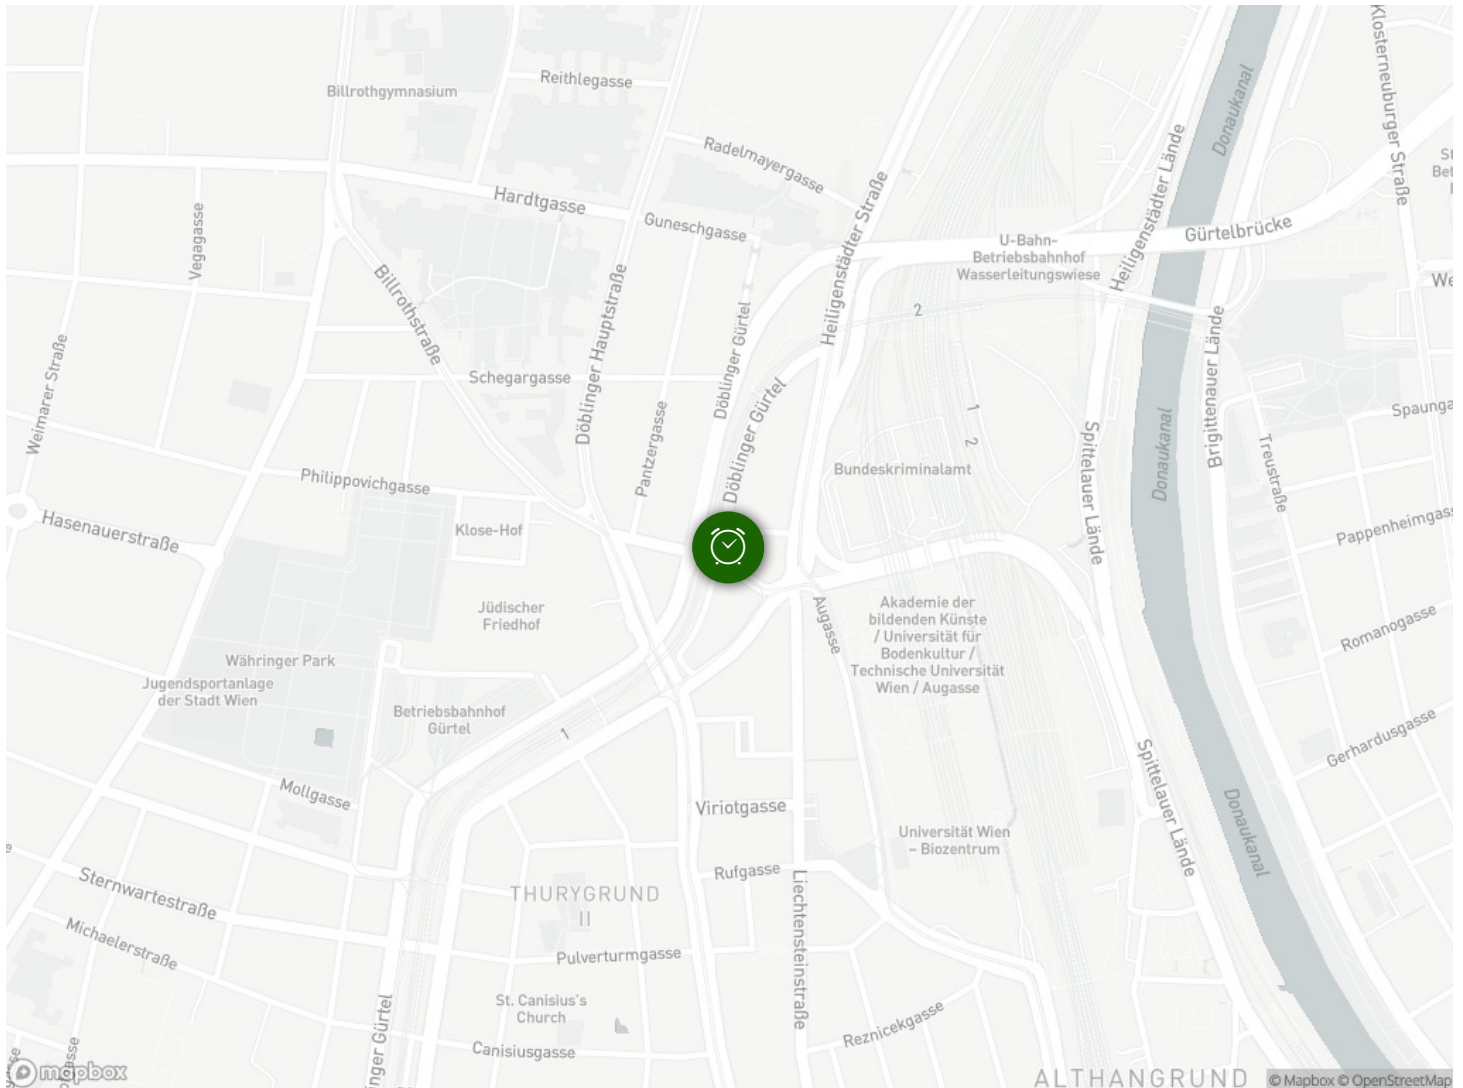 Klosterneuburger Straße
Reithlegasse
Billrothgymnasium
Donaukanal
Radelmayergasse
Heiligenstädter Lände
Hardtgasse
Guneschgasse
Vegagasse
Heiligenstädter Straße
Gürtelbrücke
U-Bahn-
Betriebsbahnhof
Wasserleitungswiese
Billrothstraße
Döblinger Hauptstraße
2
Weimarer Straße
Döblinger Gürtel
Brigittenauer Lände
Schegargasse
Döblinger Gürtel
1
2
Spaunga
Pantzergasse
Donaukanal
Treustraße
Spittelauer Lände
Bundeskriminalamt
Philippovichgasse
Hasenauerstraße
Klose-Hof
Pappenheimgas
Jüdischer
Friedhof
Augasse
Akademie der
bildenden Künste
/ Universität für
Bodenkultur /
Technische Universität
Wien / Augasse
Romanogasse
Währinger Park
Jugendsportanlage
der Stadt Wien
Betriebsbahnhof
Gürtel
1
Gerhardusgasse
Spittelauer Lände
Mollgasse
Viriotgasse
Donaukanal
Universität Wien
– Biozentrum
Rufgasse
Sternwartestraße
THURYGRUND
II
Liechtensteinstraße
Michaelerstraße
Pulverturmgasse
St. Canisius's
Church
inger Gürtel
Reznicekgasse
Canisiusgasse
mapbox
ALTHANGRUND
© Mapbox © OpenStreetMap